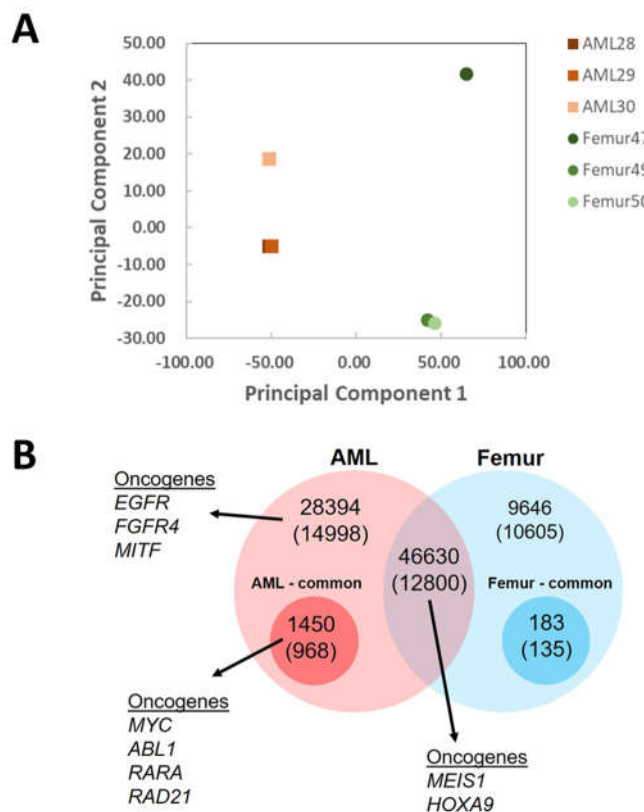 A
50.00
40.00
30.00
20.00
10.00
0.00
-10.00
-20.00
-30.00
Principal Component 2
-100.00 -50.00 0.00 50.00 100.00
Principal Component 1
AML28
AML29
AML30
Femur47
Femur49
Femur50
B
AML Femur
Oncogenes
EGFR
FGFR4
MITF
28394
(14998)
9646
(10605)
46630
(12800)
AML - common
1450
(968)
Femur - common
183
(135)
Oncogenes
MYC
ABL1
RARA
RAD21
Oncogenes
MEIS1
HOXA9